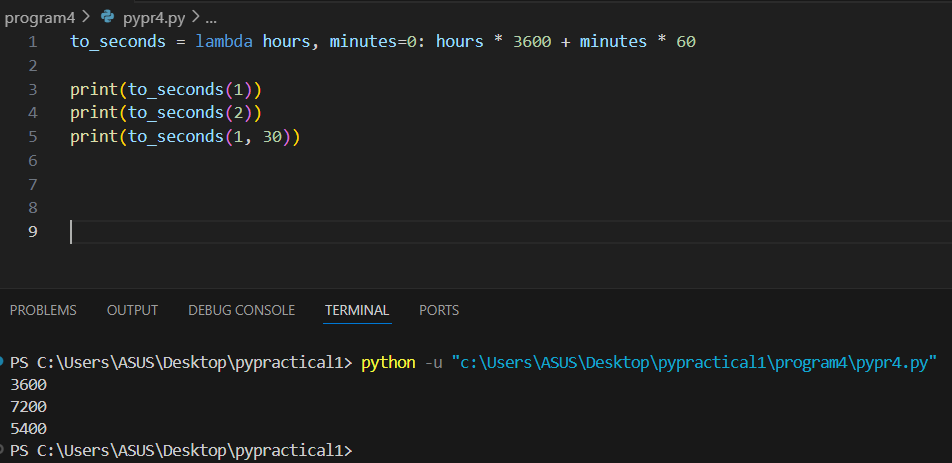 program4 > pypr4.py > ...
1 to_seconds = lambda hours, minutes=0: hours * 3600 + minutes * 60
2
3 print(to_seconds(1))
4 print(to_seconds(2))
5 print(to_seconds(1, 30))
6
7
8
9
PROBLEMS OUTPUT DEBUG CONSOLE TERMINAL PORTS
PS C:\Users\ASUS\Desktop\pypractical1> python -u "c:\Users\ASUS\Desktop\pypractical1\program4\pypr4.py"
3600
7200
5400
PS C:\Users\ASUS\Desktop\pypractical1>